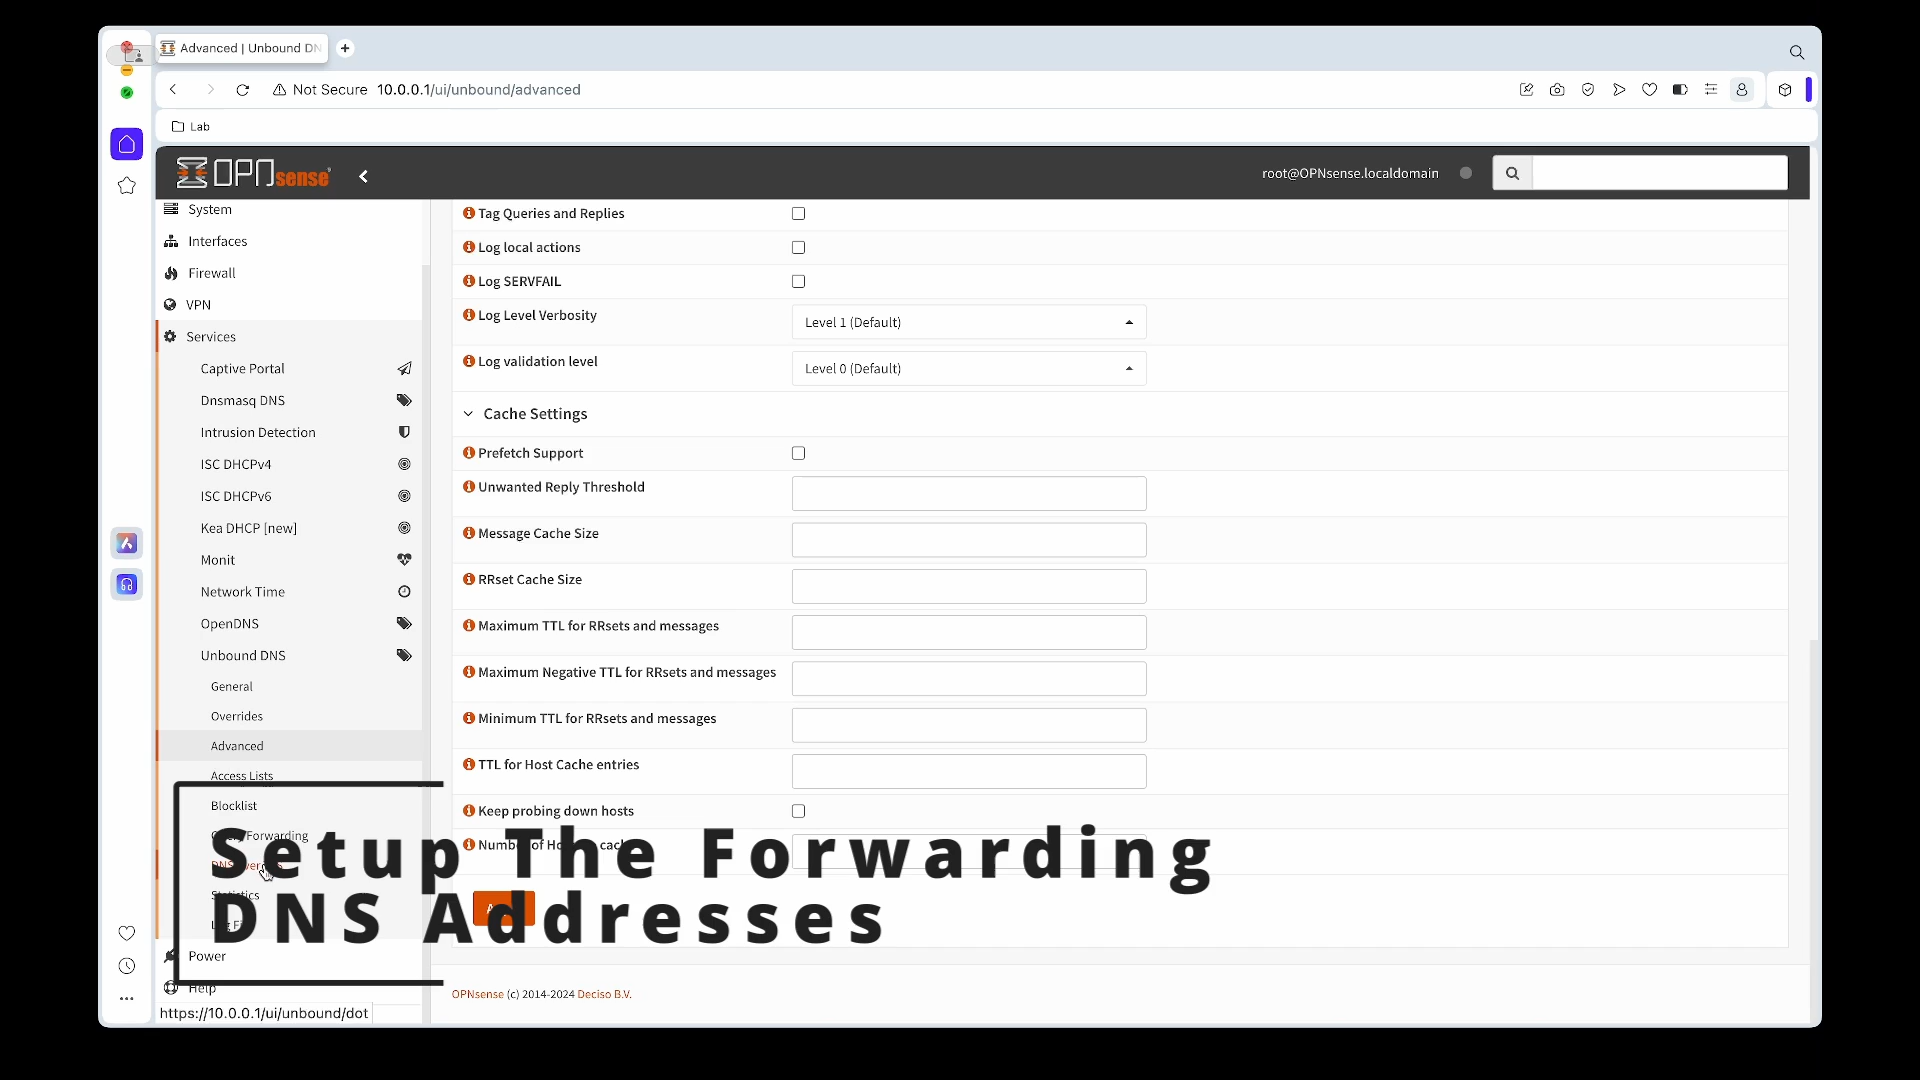 Advanced | Unbound DN
Not Secure 10.0.0.1/ui/unbound/advanced
Lab
OPNsense
root@OPNsense.localdomain
System
Interfaces
Firewall
VPN
Services
Captive Portal
Dnsmasq DNS
Intrusion Detection
ISC DHCPv4
ISC DHCPv6
Kea DHCP [new]
Monit
Network Time
OpenDNS
Unbound DNS
General
Overrides
Advanced
Access Lists
Blocklist
Forwarding
Statistics
Power
Help
https://10.0.0.1/ui/unbound/dot
Tag Queries and Replies
Log local actions
Log SERVFAIL
Log Level Verbosity
Level 1 (Default)
Log validation level
Level 0 (Default)
Cache Settings
Prefetch Support
Unwanted Reply Threshold
Message Cache Size
RRset Cache Size
Maximum TTL for RRsets and messages
Maximum Negative TTL for RRsets and messages
Minimum TTL for RRsets and messages
TTL for Host Cache entries
Keep probing down hosts
Number of
Setup The Forwarding
DNS Addresses
OPNsense (c) 2014-2024 Deciso B.V.